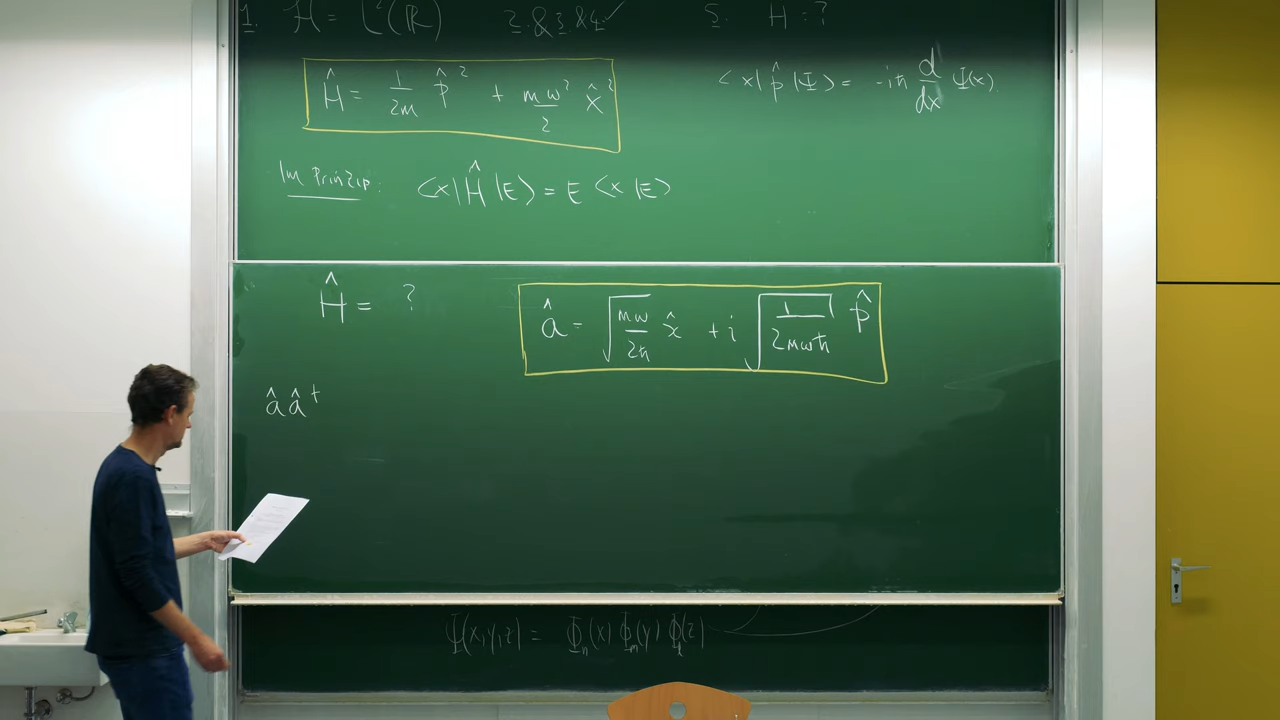 1. H = L²(ℝ) 2. & 3 & 4 ✓ 5. H = ?
Ĥ = 1/2m p̂² + mω²/2 x̂²
⟨x|p̂|Ψ⟩ = -iħ d/dx Ψ(x)
Im Prinzip: ⟨x|Ĥ|E⟩ = E ⟨x|E⟩
Ĥ = ?
â = √(mω/2ħ) x̂ + i √(1/2mωħ) p̂
â â†
Ψ(x,y,z) = Φₙ(x) Φₘ(y) Φₗ(z)